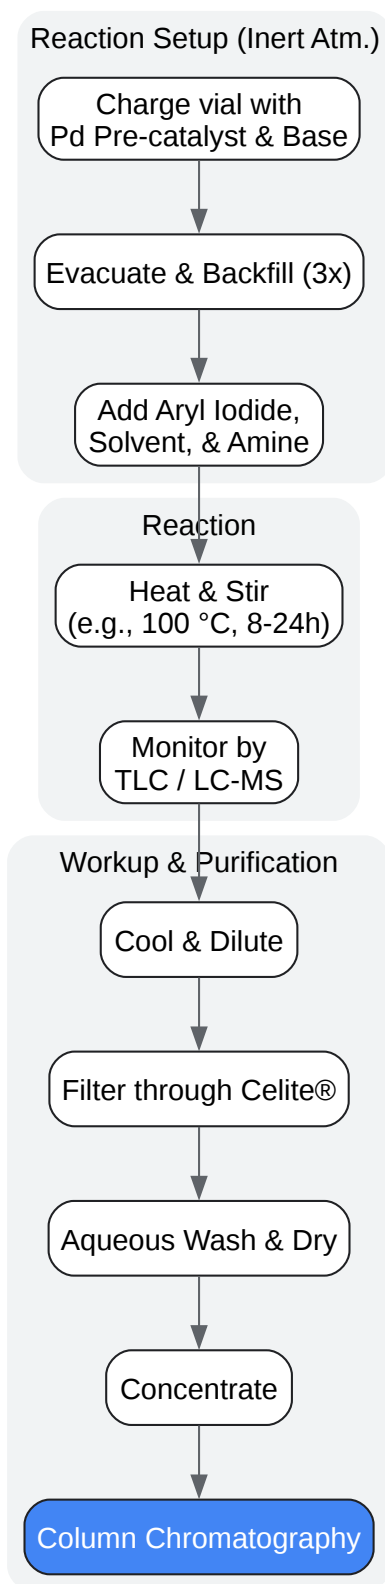 Reaction Setup (Inert Atm.)
Charge vial with
Pd Pre-catalyst & Base
Evacuate & Backfill (3x)
Add Aryl Iodide,
Solvent, & Amine
Reaction
Heat & Stir
(e.g., 100 °C, 8-24h)
Monitor by
TLC / LC-MS
Workup & Purification
Cool & Dilute
Filter through Celite®
Aqueous Wash & Dry
Concentrate
Column Chromatography